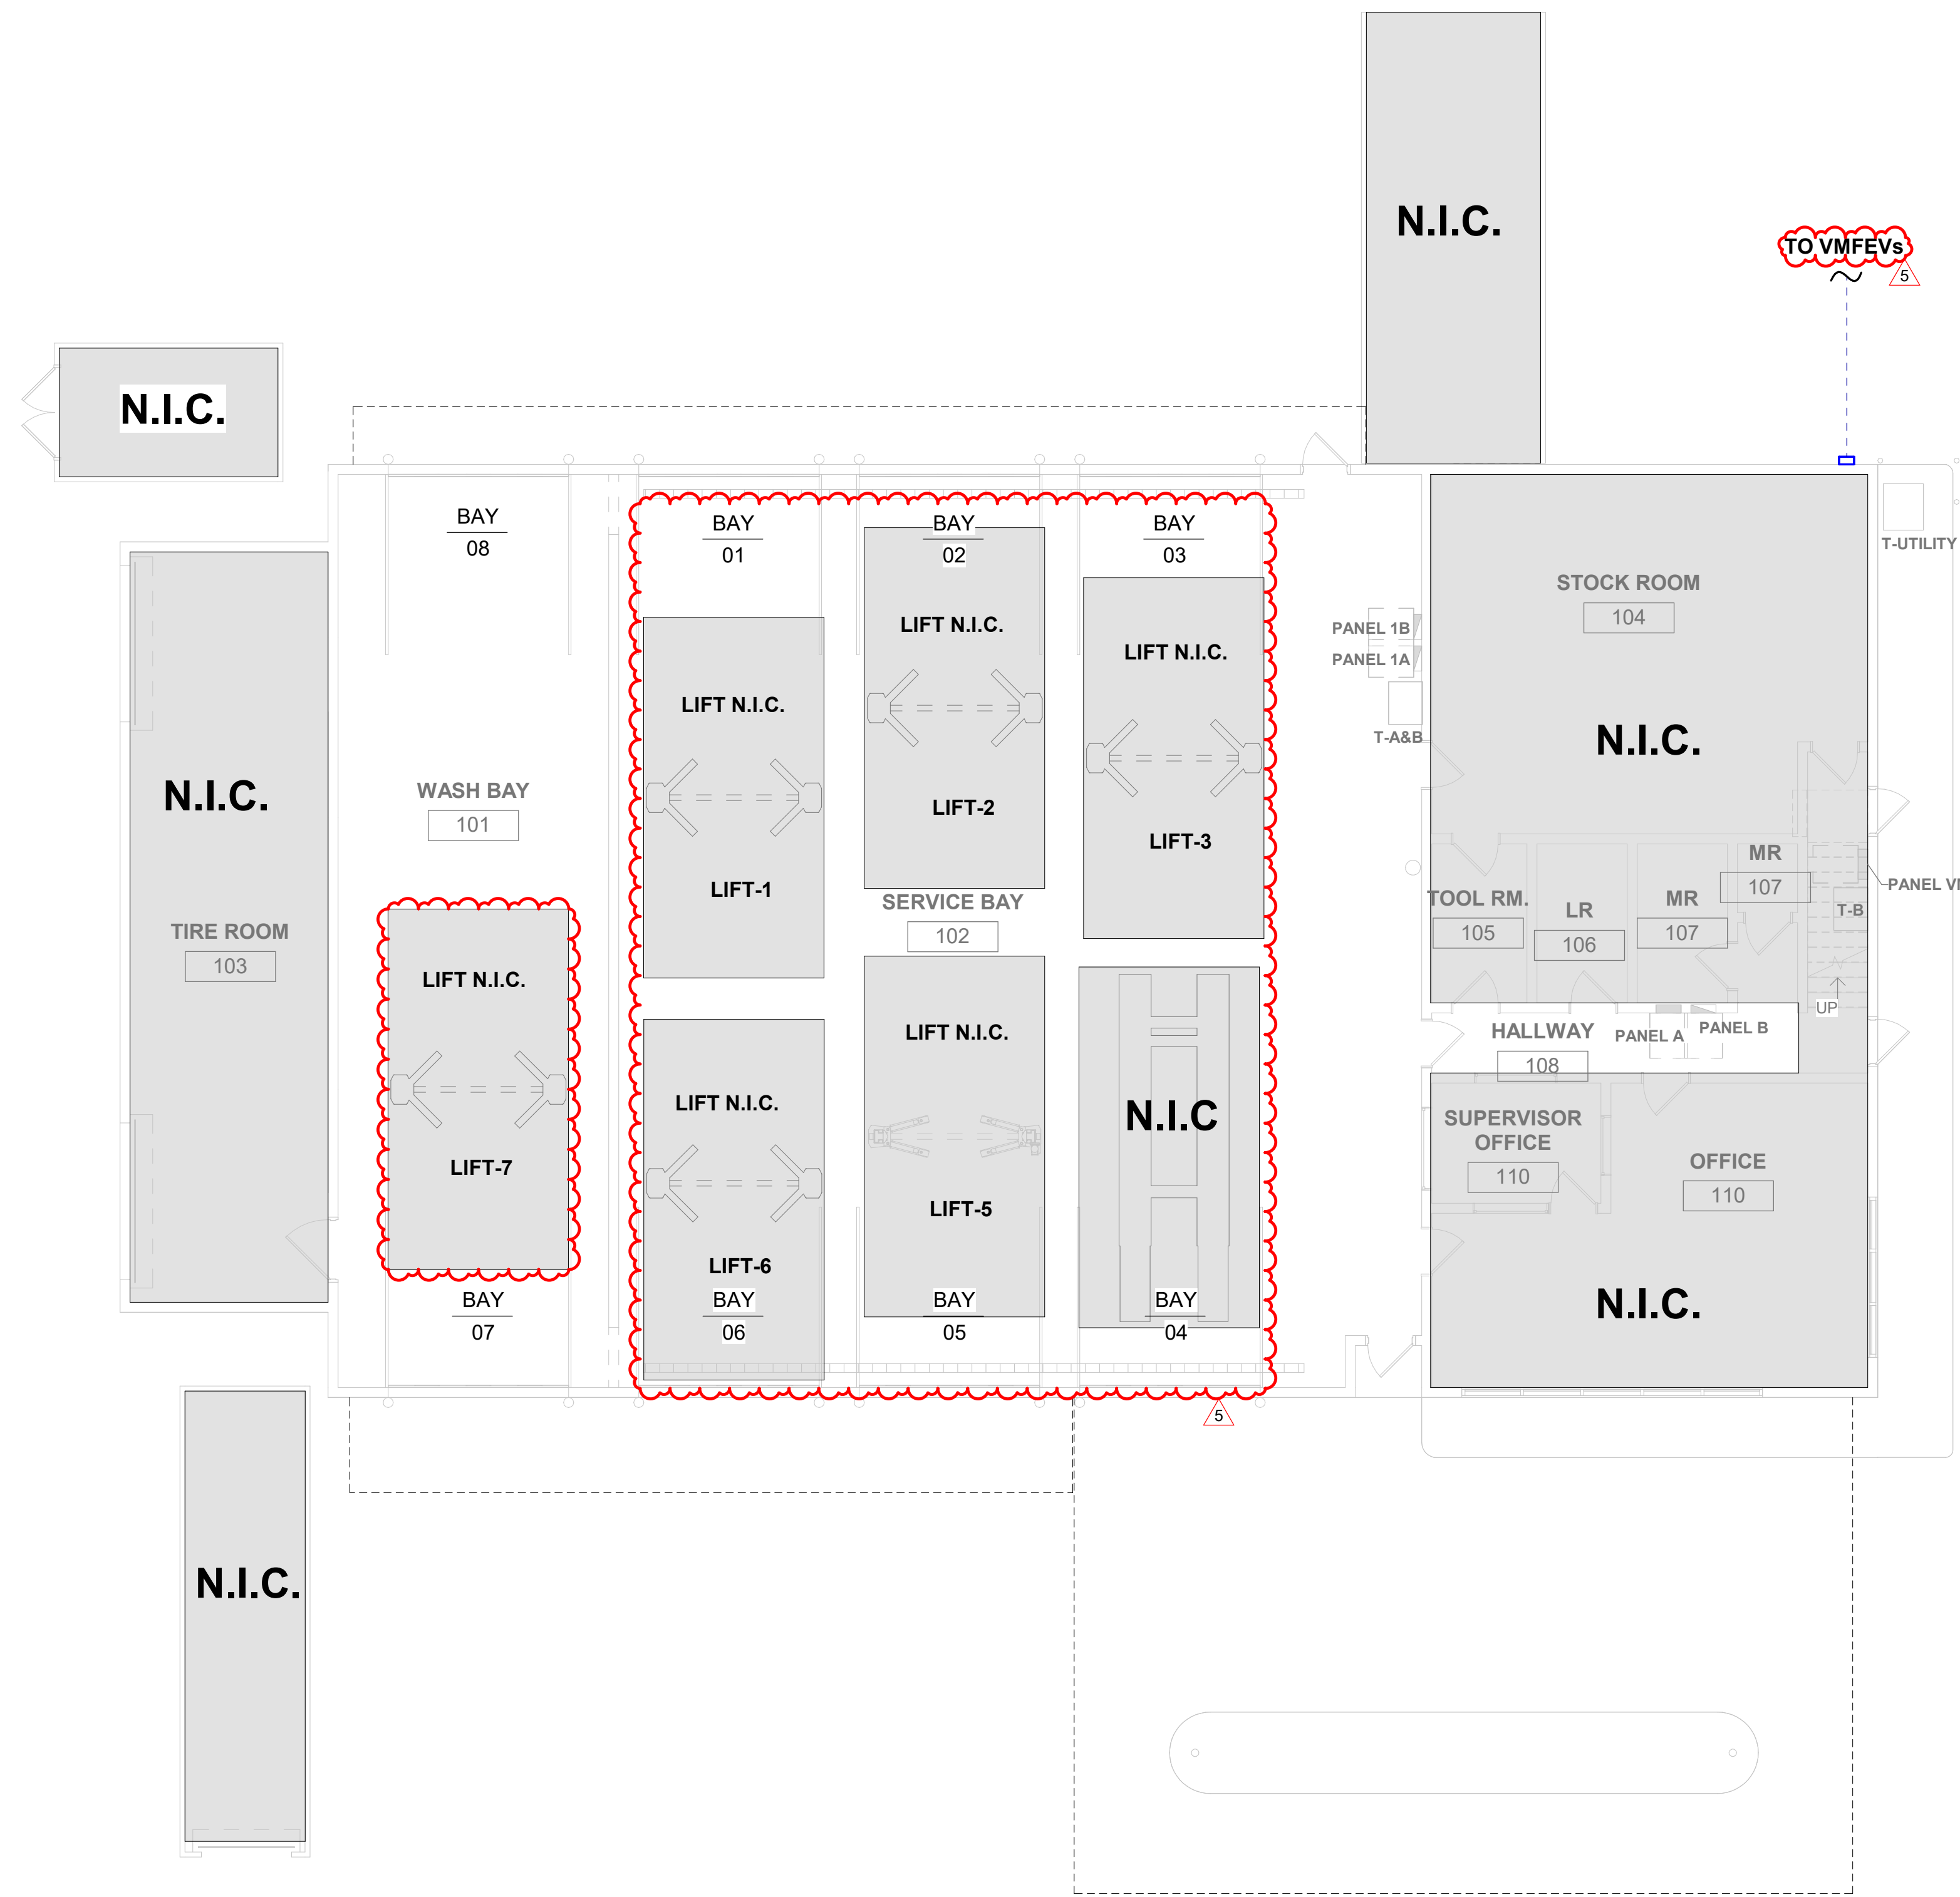 N.I.C.
TO VMFEVs
5
N.I.C.
BAY
08
BAY
01
BAY
02
BAY
03
T-UTILITY
STOCK ROOM
104
LIFT N.I.C.
PANEL 1B
LIFT N.I.C.
PANEL 1A
LIFT N.I.C.
T-A&B
N.I.C.
WASH BAY
101
N.I.C.
LIFT-2
LIFT-3
LIFT-1
MR
107
PANEL
SERVICE BAY
102
TOOL RM.
105
LR
106
MR
107
T-B
TIRE ROOM
103
LIFT N.I.C.
UP
LIFT N.I.C.
HALLWAY
108
PANEL A
PANEL B
LIFT N.I.C.
N.I.C
SUPERVISOR
OFFICE
110
OFFICE
110
LIFT-7
LIFT-5
LIFT-6
N.I.C.
BAY
07
BAY
06
BAY
05
BAY
04
5
N.I.C.